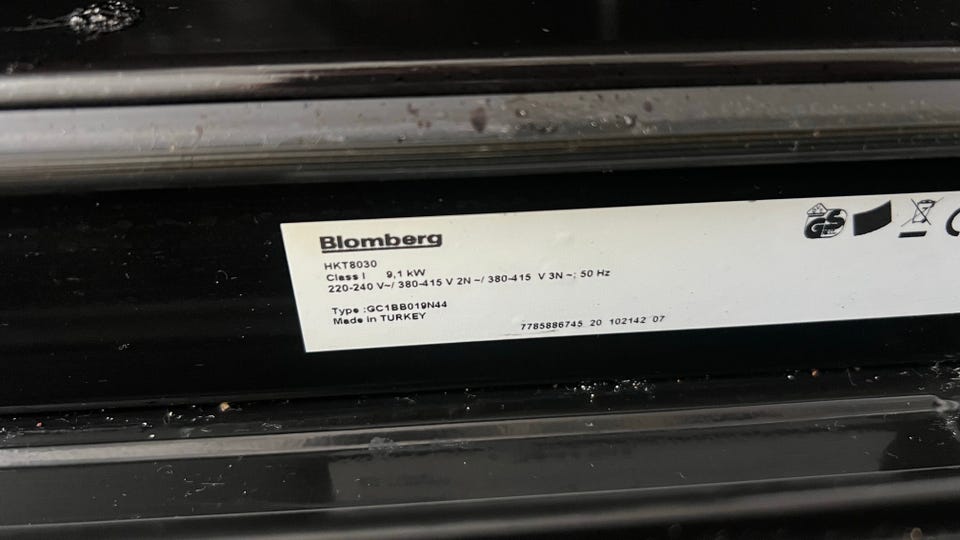 Blomberg
HKT8030
Class I 9,1 kW
220-240 V~/ 380-415 V 2N ~/ 380-415 V 3N ~; 50 Hz
Type :GC1BB019N44
Made in TURKEY
7785886745 20 102142 07
GS